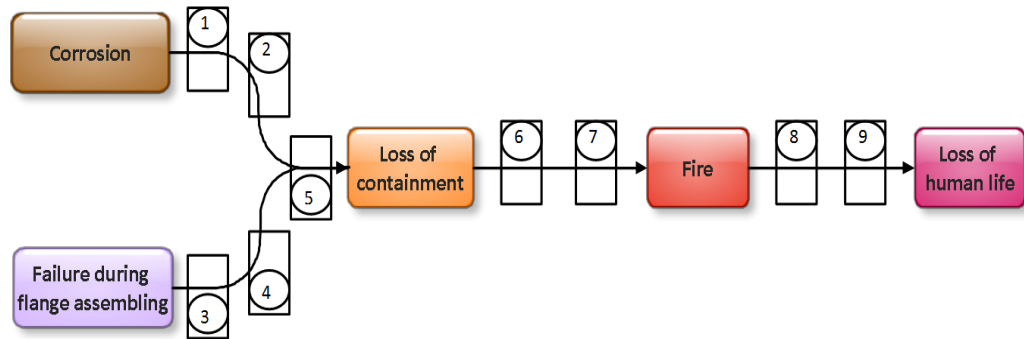 Corrosion
1
2
Loss of
containment
6
7
Fire
8
9
Loss of
human life
5
Failure during
flange assembling
3
4